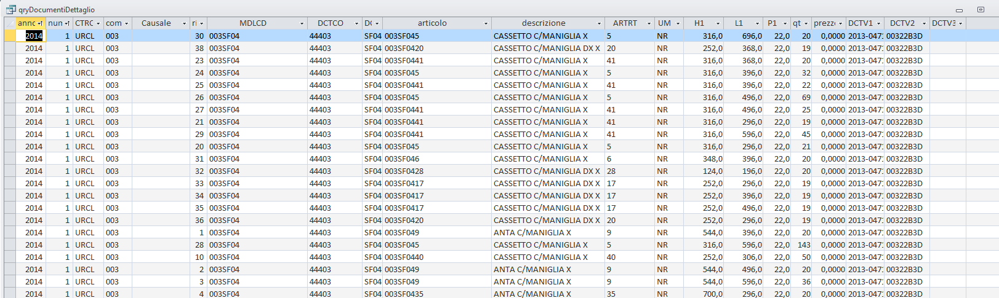 qryDocumentiDettaglio
anno num CTRC com Causale ri MDLCD DCTCO DC articolo descrizione ARTRT UM H1 L1 P1 qt prezzo DCTV1 DCTV2 DCTV3
2014 1 URCL 003 30 003SF04 44403 SF04 003SF045 CASSETTO C/MANIGLIA X 5 NR 316,0 696,0 22,0 20 0,0000 2013-0471 00322B3D
2014 1 URCL 003 38 003SF04 44403 SF04 003SF0420 CASSETTO C/MANIGLIA DX X 20 NR 252,0 368,0 22,0 19 0,0000 2013-0471 00322B3D
2014 1 URCL 003 23 003SF04 44403 SF04 003SF0441 CASSETTO C/MANIGLIA X 41 NR 316,0 368,0 22,0 20 0,0000 2013-0471 00322B3D
2014 1 URCL 003 24 003SF04 44403 SF04 003SF045 CASSETTO C/MANIGLIA X 5 NR 316,0 396,0 22,0 32 0,0000 2013-0471 00322B3D
2014 1 URCL 003 25 003SF04 44403 SF04 003SF0441 CASSETTO C/MANIGLIA X 41 NR 316,0 396,0 22,0 22 0,0000 2013-0471 00322B3D
2014 1 URCL 003 26 003SF04 44403 SF04 003SF045 CASSETTO C/MANIGLIA X 5 NR 316,0 496,0 22,0 69 0,0000 2013-0471 00322B3D
2014 1 URCL 003 27 003SF04 44403 SF04 003SF0441 CASSETTO C/MANIGLIA X 41 NR 316,0 496,0 22,0 25 0,0000 2013-0471 00322B3D
2014 1 URCL 003 21 003SF04 44403 SF04 003SF0441 CASSETTO C/MANIGLIA X 41 NR 316,0 296,0 22,0 19 0,0000 2013-0471 00322B3D
2014 1 URCL 003 29 003SF04 44403 SF04 003SF0441 CASSETTO C/MANIGLIA X 41 NR 316,0 596,0 22,0 45 0,0000 2013-0471 00322B3D
2014 1 URCL 003 20 003SF04 44403 SF04 003SF045 CASSETTO C/MANIGLIA X 5 NR 316,0 296,0 22,0 21 0,0000 2013-0471 00322B3D
2014 1 URCL 003 31 003SF04 44403 SF04 003SF046 CASSETTO C/MANIGLIA X 6 NR 348,0 396,0 22,0 20 0,0000 2013-0471 00322B3D
2014 1 URCL 003 32 003SF04 44403 SF04 003SF0428 CASSETTO C/MANIGLIA DX X 28 NR 124,0 196,0 22,0 20 0,0000 2013-0471 00322B3D
2014 1 URCL 003 33 003SF04 44403 SF04 003SF0417 CASSETTO C/MANIGLIA DX X 17 NR 252,0 296,0 22,0 19 0,0000 2013-0471 00322B3D
2014 1 URCL 003 34 003SF04 44403 SF04 003SF0417 CASSETTO C/MANIGLIA DX X 17 NR 252,0 396,0 22,0 19 0,0000 2013-0471 00322B3D
2014 1 URCL 003 35 003SF04 44403 SF04 003SF0417 CASSETTO C/MANIGLIA DX X 17 NR 252,0 496,0 22,0 19 0,0000 2013-0471 00322B3D
2014 1 URCL 003 36 003SF04 44403 SF04 003SF0420 CASSETTO C/MANIGLIA DX X 20 NR 252,0 296,0 22,0 19 0,0000 2013-0471 00322B3D
2014 1 URCL 003 1 003SF04 44403 SF04 003SF049 ANTA C/MANIGLIA X 9 NR 544,0 396,0 22,0 20 0,0000 2013-0471 00322B3D
2014 1 URCL 003 28 003SF04 44403 SF04 003SF045 CASSETTO C/MANIGLIA X 5 NR 316,0 596,0 22,0 143 0,0000 2013-0471 00322B3D
2014 1 URCL 003 10 003SF04 44403 SF04 003SF0440 CASSETTO C/MANIGLIA X 40 NR 252,0 306,0 22,0 50 0,0000 2013-0471 00322B3D
2014 1 URCL 003 2 003SF04 44403 SF04 003SF049 ANTA C/MANIGLIA X 9 NR 544,0 496,0 22,0 20 0,0000 2013-0471 00322B3D
2014 1 URCL 003 3 003SF04 44403 SF04 003SF049 ANTA C/MANIGLIA X 9 NR 544,0 596,0 22,0 36 0,0000 2013-0471 00322B3D
2014 1 URCL 003 4 003SF04 44403 SF04 003SF0435 ANTA C/MANIGLIA X 35 NR 700,0 296,0 22,0 20 0,0000 2013-0471 00322B3D